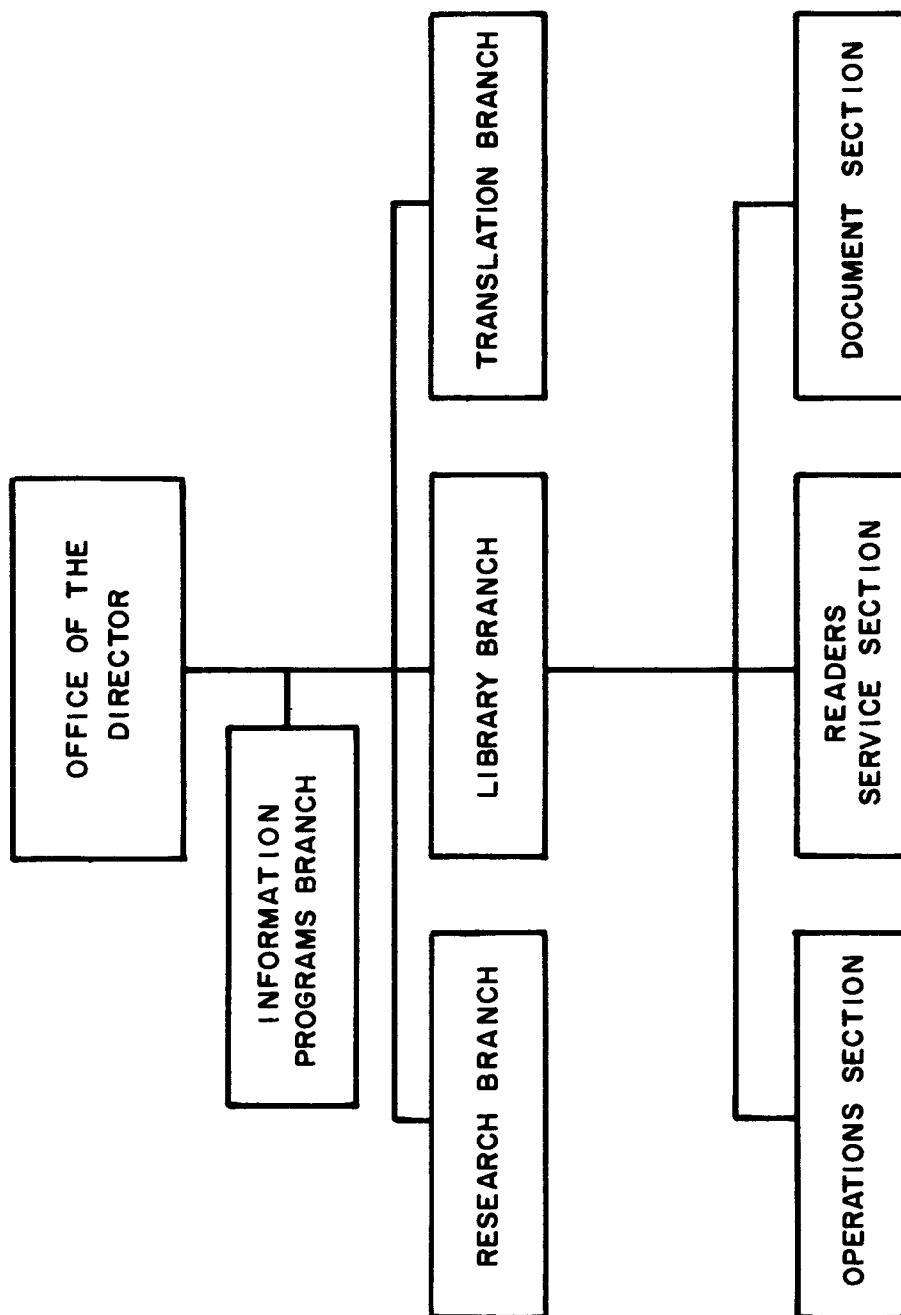 OFFICE OF THE
DIRECTOR
INFORMATION
PROGRAMS BRANCH
RESEARCH BRANCH
LIBRARY BRANCH
TRANSLATION BRANCH
OPERATIONS SECTION
READERS
SERVICE SECTION
DOCUMENT SECTION